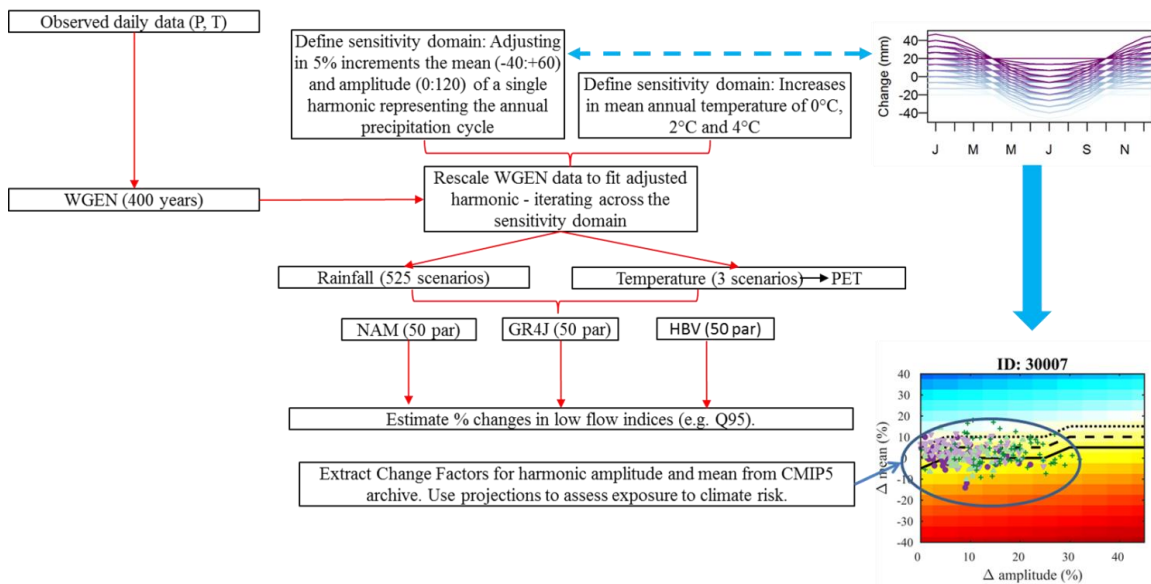 Observed daily data (P, T)
Define sensitivity domain: Adjusting
in 5% increments the mean (-40:+60)
and amplitude (0:120) of a single
harmonic representing the annual
precipitation cycle
Define sensitivity domain: Increases
in mean annual temperature of 0°C,
2°C and 4°C
Change (mm)
40
20
0
-20
-40
J M M J S N
WGEN (400 years)
Rescale WGEN data to fit adjusted
harmonic - iterating across the
sensitivity domain
Rainfall (525 scenarios)
Temperature (3 scenarios)
PET
NAM (50 par)
GR4J (50 par)
HBV (50 par)
Estimate % changes in low flow indices (e.g. Q95).
Extract Change Factors for harmonic amplitude and mean from CMIP5
archive. Use projections to assess exposure to climate risk.
ID: 30007
Δ mean (%)
40
30
20
10
0
-10
-20
-30
-40
0 10 20 30 40
Δ amplitude (%)